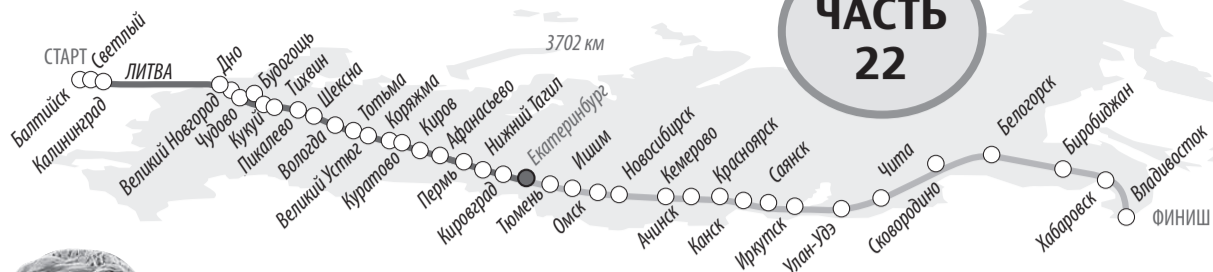 ЧАСТЬ
22
3702 км
СТАРТ
Балтийск
Светлый
Калининград
ЛИТВА
Дно
Великий Новгород
Чудово
Будогощь
Кукуй
Тихвин
Пикалево
Шексна
Вологда
Тотьма
Великий Устюг
Коряжма
Куратово
Киров
Афанасьево
Пермь
Нижний Тагил
Кировград
Екатеринбург
Тюмень
Ишим
Омск
Новосибирск
Кемерово
Ачинск
Красноярск
Канск
Саянск
Иркутск
Улан-Удэ
Чита
Сковородино
Белогорск
Биробиджан
Хабаровск
Владивосток
ФИНИШ